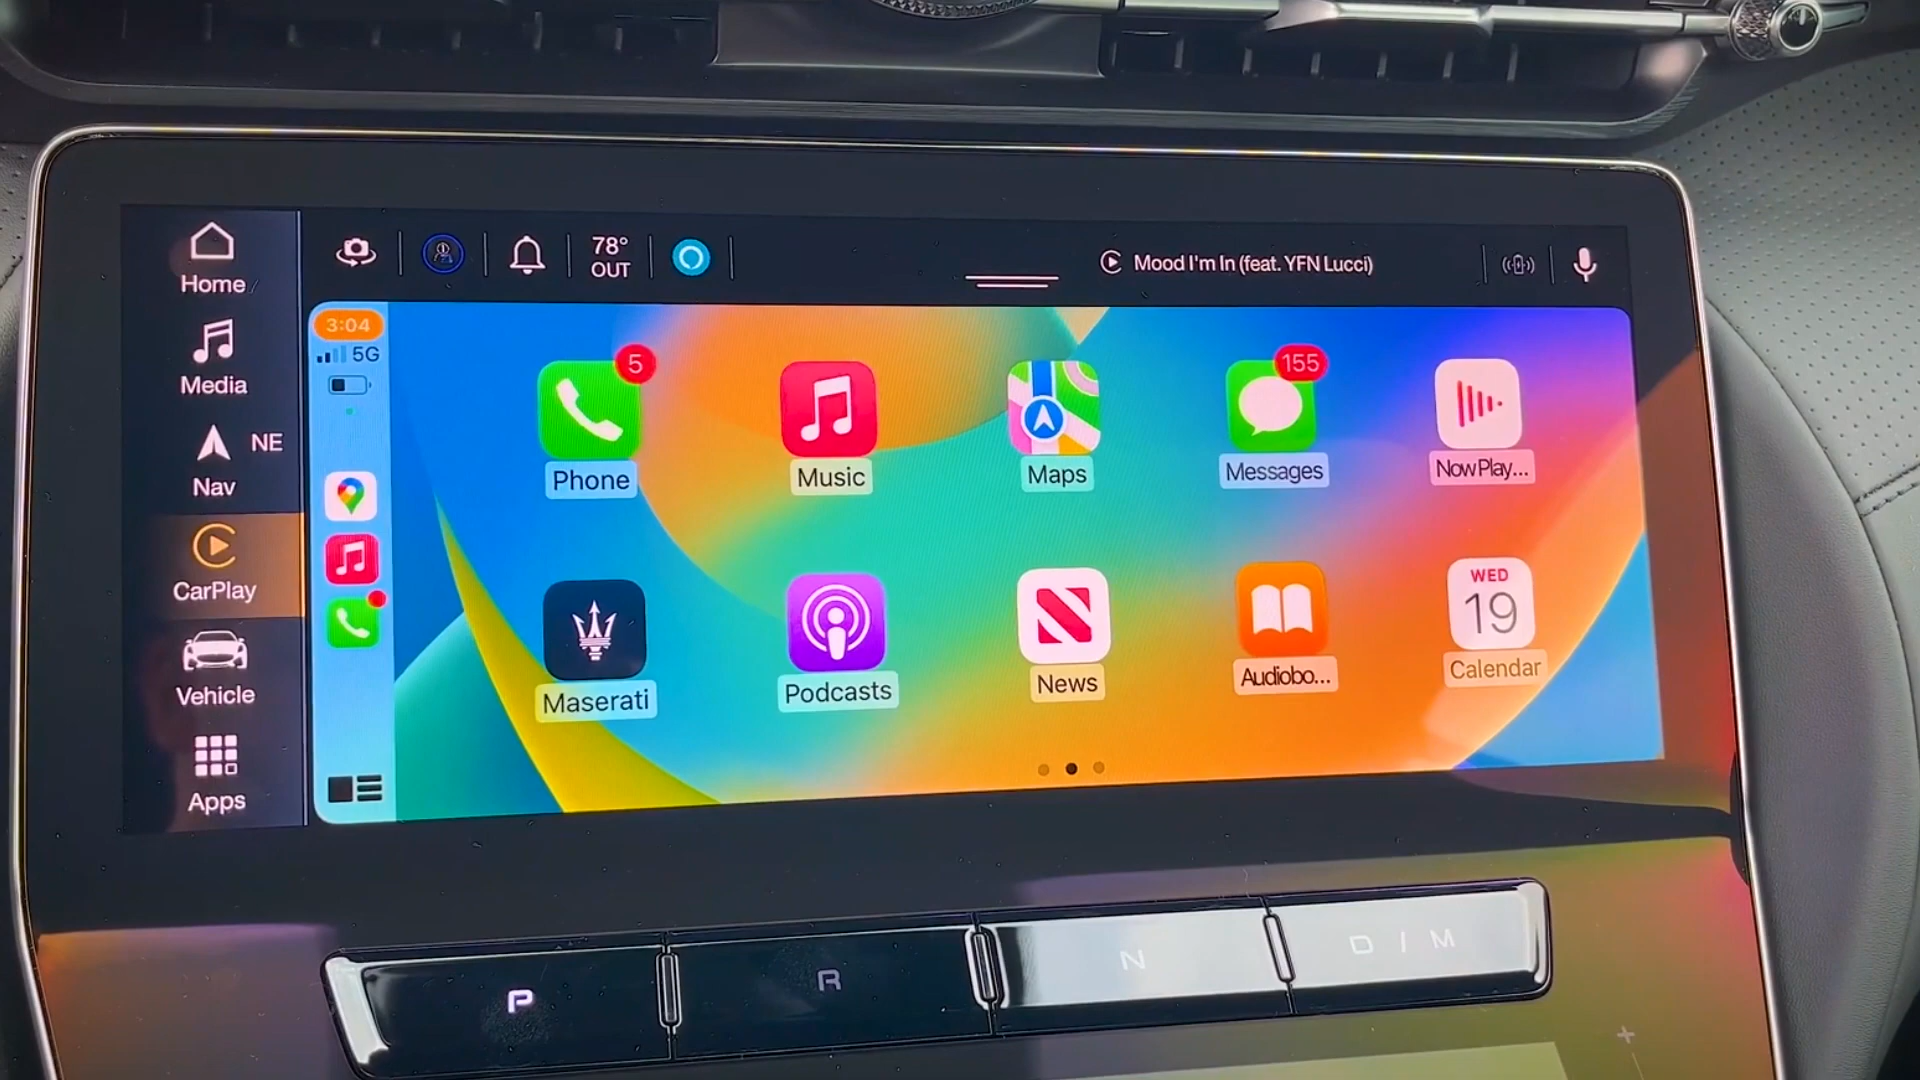 Home
Media
NE
Nav
CarPlay
Vehicle
Apps
78°
OUT
Mood I'm In (feat. YFN Lucci)
3:04
5G
5
Phone
Music
Maps
155
Messages
Now Play...
Maserati
Podcasts
News
Audiobo...
WED
19
Calendar
P
R
N
D / M